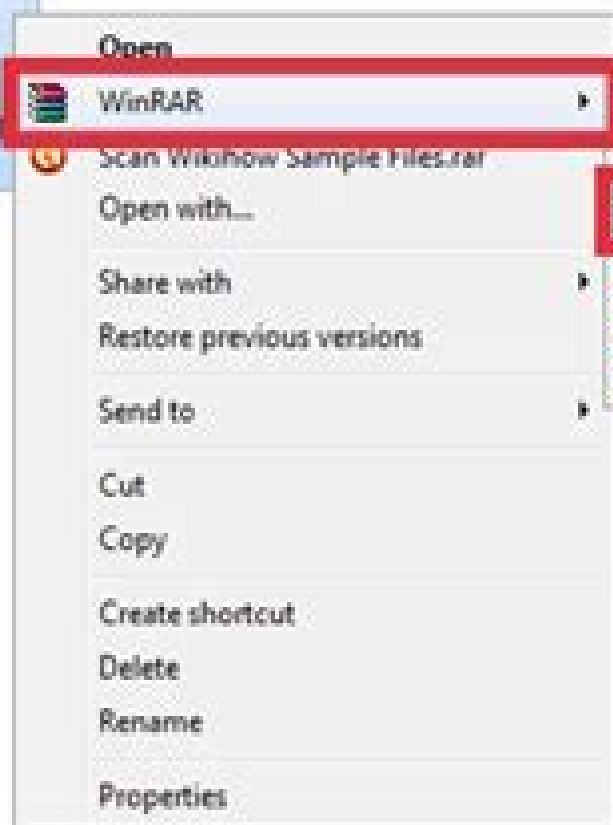 Open
WinRAR
Scan Wikihow Sample Files.rar
Open with...
Share with
Restore previous versions
Send to
Cut
Copy
Create shortcut
Delete
Rename
Properties